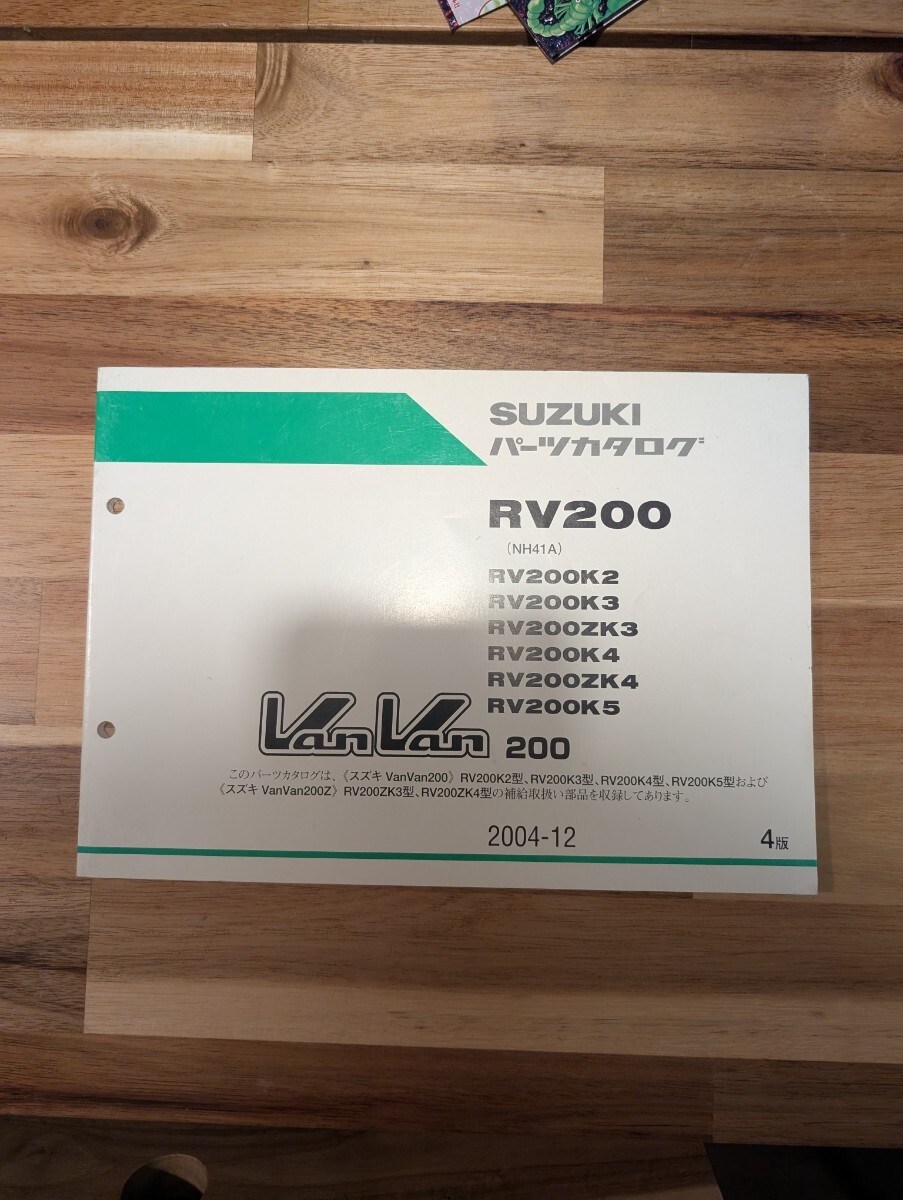 SUZUKI
パーツカタログ
RV200
(NH41A)
RV200K2
RV200K3
RV200ZK3
RV200K4
RV200ZK4
RV200K5
VanVan 200
このパーツカタログは、《スズキ VanVan200》RV200K2型、RV200K3型、RV200K4型、RV200K5型および
《スズキ VanVan200Z》RV200ZK3型、RV200ZK4型の補給取扱い部品を収録してあります。
2004-12
4版